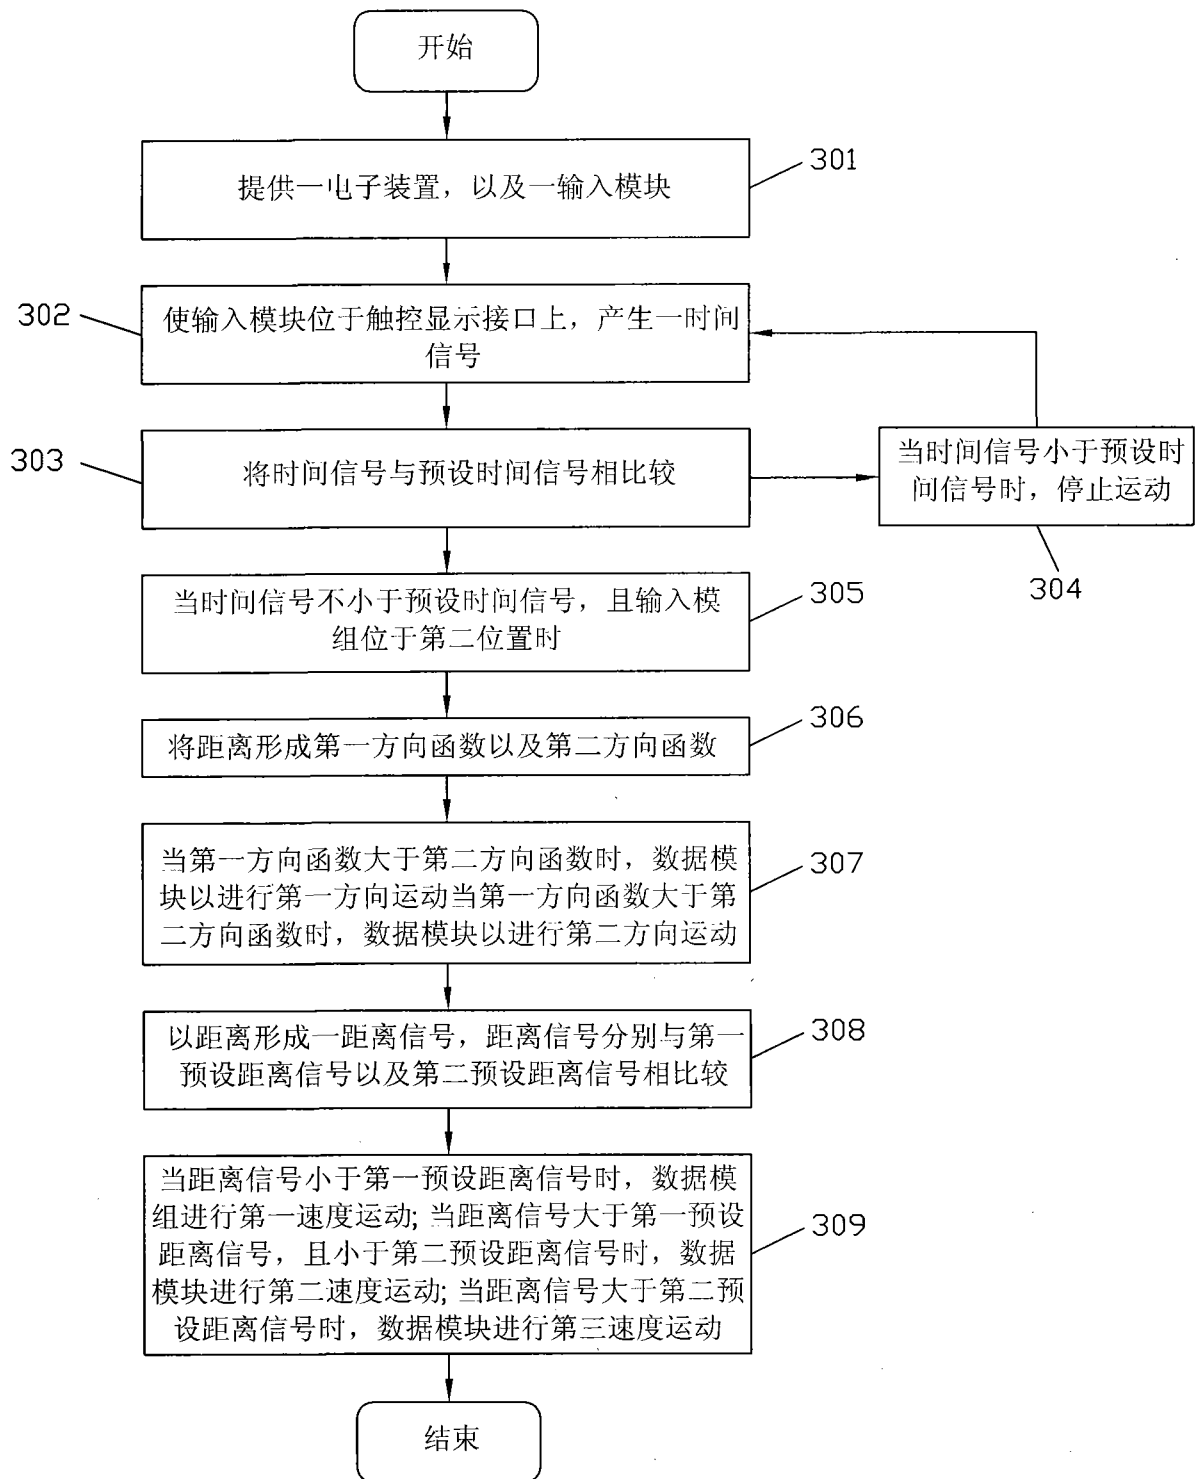 开始
301
提供一电子装置，以及一输入模块
302
使输入模块位于触控显示接口上，产生一时间
信号
303
将时间信号与预设时间信号相比较
当时间信号小于预设时
间信号时，停止运动
304
当时间信号不小于预设时间信号，且输入模
组位于第二位置时
305
将距离形成第一方向函数以及第二方向函数
306
当第一方向函数大于第二方向函数时，数据模
块以进行第一方向运动当第一方向函数大于第
二方向函数时，数据模块以进行第二方向运动
307
以距离形成一距离信号，距离信号分别与第一
预设距离信号以及第二预设距离信号相比较
308
当距离信号小于第一预设距离信号时，数据模
组进行第一速度运动;当距离信号大于第一预设
距离信号，且小于第二预设距离信号时，数据
模块进行第二速度运动;当距离信号大于第二预
设距离信号时，数据模块进行第三速度运动
309
结束